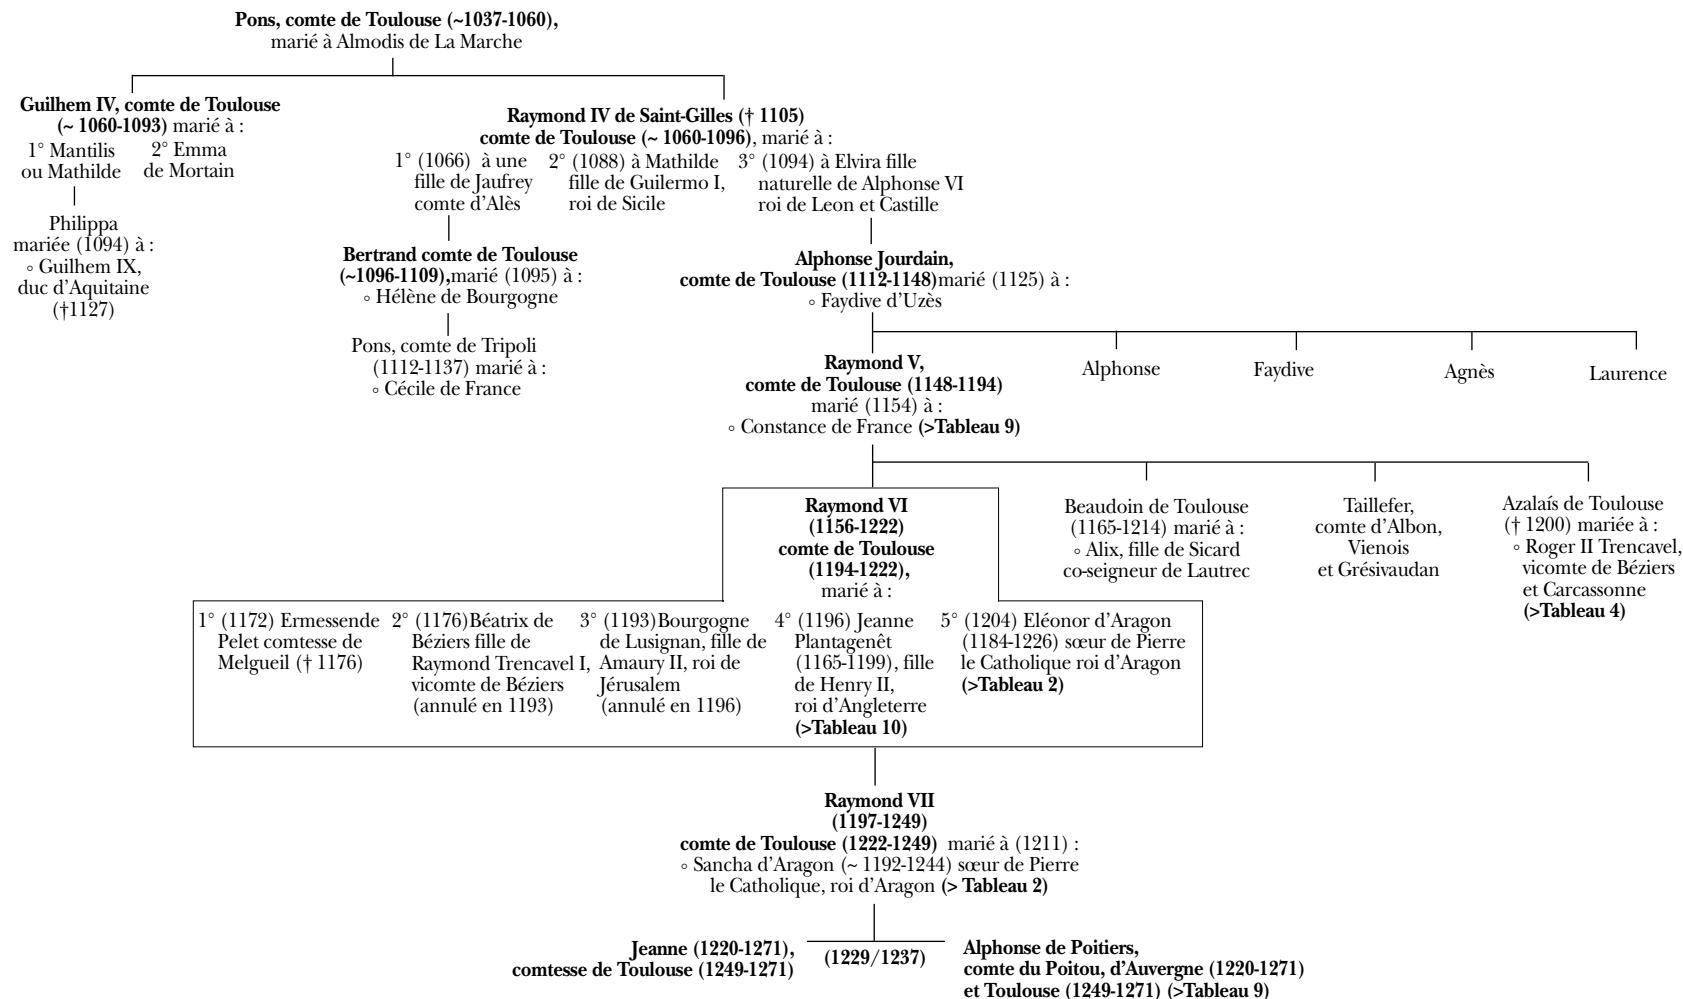 Pons, comte de Toulouse (~1037-1060),
marié à Almodis de La Marche
Guilhem IV, comte de Toulouse
(~ 1060-1093) marié à :
1° Mantilis
ou Mathilde
2° Emma
de Mortain
Philippa
mariée (1094) à :
◦ Guilhem IX,
duc d’Aquitaine
(†1127)
Raymond IV de Saint-Gilles († 1105)
comte de Toulouse (~ 1060-1096), marié à :
1° (1066) à une
fille de Jaufrey
comte d’Alès
2° (1088) à Mathilde
fille de Guilermo I,
roi de Sicile
3° (1094) à Elvira fille
naturelle de Alphonse VI
roi de Leon et Castille
Bertrand comte de Toulouse
(~1096-1109),marié (1095) à :
◦ Hélène de Bourgogne
Pons, comte de Tripoli
(1112-1137) marié à :
◦ Cécile de France
Alphonse Jourdain,
comte de Toulouse (1112-1148)marié (1125) à :
◦ Faydive d’Uzès
Raymond V,
comte de Toulouse (1148-1194)
marié (1154) à :
◦ Constance de France (>Tableau 9)
Alphonse
Faydive
Agnès
Laurence
Raymond VI
(1156-1222)
comte de Toulouse
(1194-1222),
marié à :
Beaudoin de Toulouse
(1165-1214) marié à :
◦ Alix, fille de Sicard
co-seigneur de Lautrec
Taillefer,
comte d’Albon,
Vienois
et Grésivaudan
Azalaís de Toulouse
(† 1200) mariée à :
◦ Roger II Trencavel,
vicomte de Béziers
et Carcassonne
(>Tableau 4)
1° (1172) Ermessende
Pelet comtesse de
Melgueil († 1176)
2° (1176)Béatrix de
Béziers fille de
Raymond Trencavel I,
vicomte de Béziers
(annulé en 1193)
3° (1193)Bourgogne
de Lusignan, fille de
Amaury II, roi de
Jérusalem
(annulé en 1196)
4° (1196) Jeanne
Plantagenêt
(1165-1199), fille
de Henry II,
roi d’Angleterre
(>Tableau 10)
5° (1204) Eléonor d’Aragon
(1184-1226) sœur de Pierre
le Catholique roi d’Aragon
(>Tableau 2)
Raymond VII
(1197-1249)
comte de Toulouse (1222-1249) marié à (1211) :
◦ Sancha d’Aragon (~ 1192-1244) sœur de Pierre
le Catholique, roi d’Aragon (> Tableau 2)
Jeanne (1220-1271),
comtesse de Toulouse (1249-1271)
(1229/1237)
Alphonse de Poitiers,
comte du Poitou, d’Auvergne (1220-1271)
et Toulouse (1249-1271) (>Tableau 9)